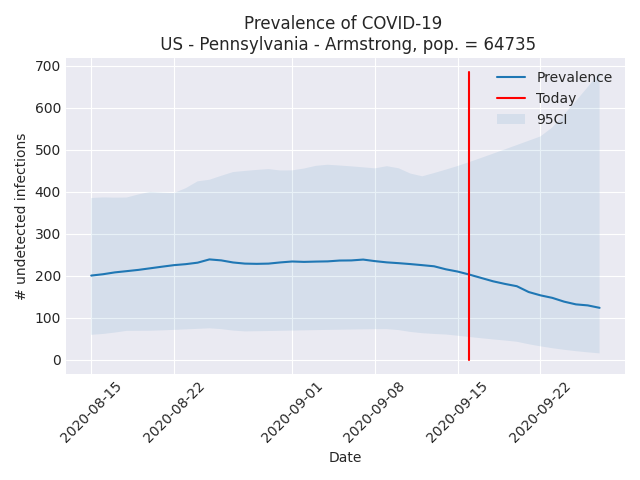 Prevalence of COVID-19
US - Pennsylvania - Armstrong, pop. = 64735
700
600
500
400
300
200
100
0
# undetected infections
Prevalence
Today
95CI
2020-08-15
2020-08-22
2020-09-01
2020-09-08
2020-09-15
2020-09-22
Date